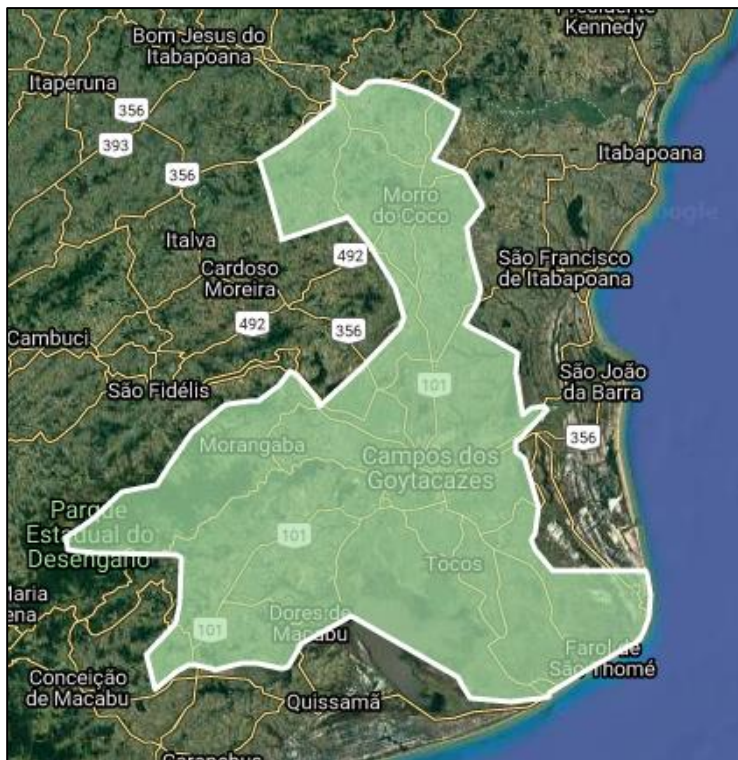 Presidente
Kennedy
Bom Jesus do
Itabapoana
Itaperuna
356
393
356
Itabapoana
Morro
do Coco
Google
Italva
492
São Francisco
de Itabapoana
Cardoso
Moreira
492
356
Cambuci
São João
da Barra
São Fidélis
101
356
Morangaba
Campos dos
Goytacazes
Parque
Estadual do
Desengano
101
Tocos
Maria
ena
Dores de
Macabu
101
Farol de
São Thomé
Conceição
de Macabu
Quissamã